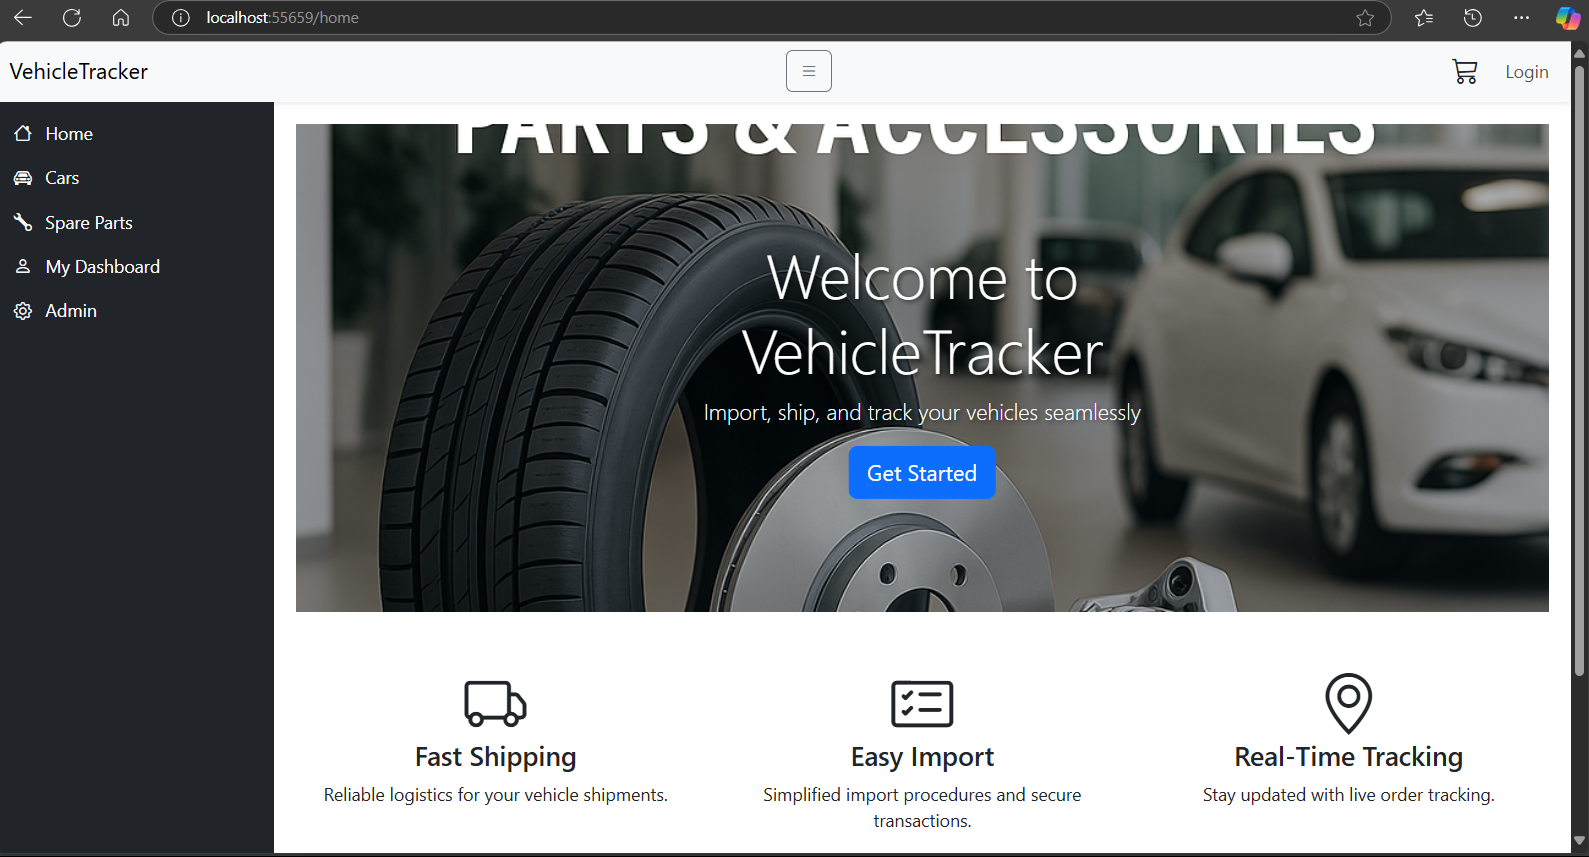 localhost:55659/home
VehicleTracker
Login
Home
Cars
Spare Parts
My Dashboard
Admin
PARTS & ACCESSORIES
Welcome to
VehicleTracker
Import, ship, and track your vehicles seamlessly
Get Started
Fast Shipping
Reliable logistics for your vehicle shipments.
Easy Import
Simplified import procedures and secure
transactions.
Real-Time Tracking
Stay updated with live order tracking.